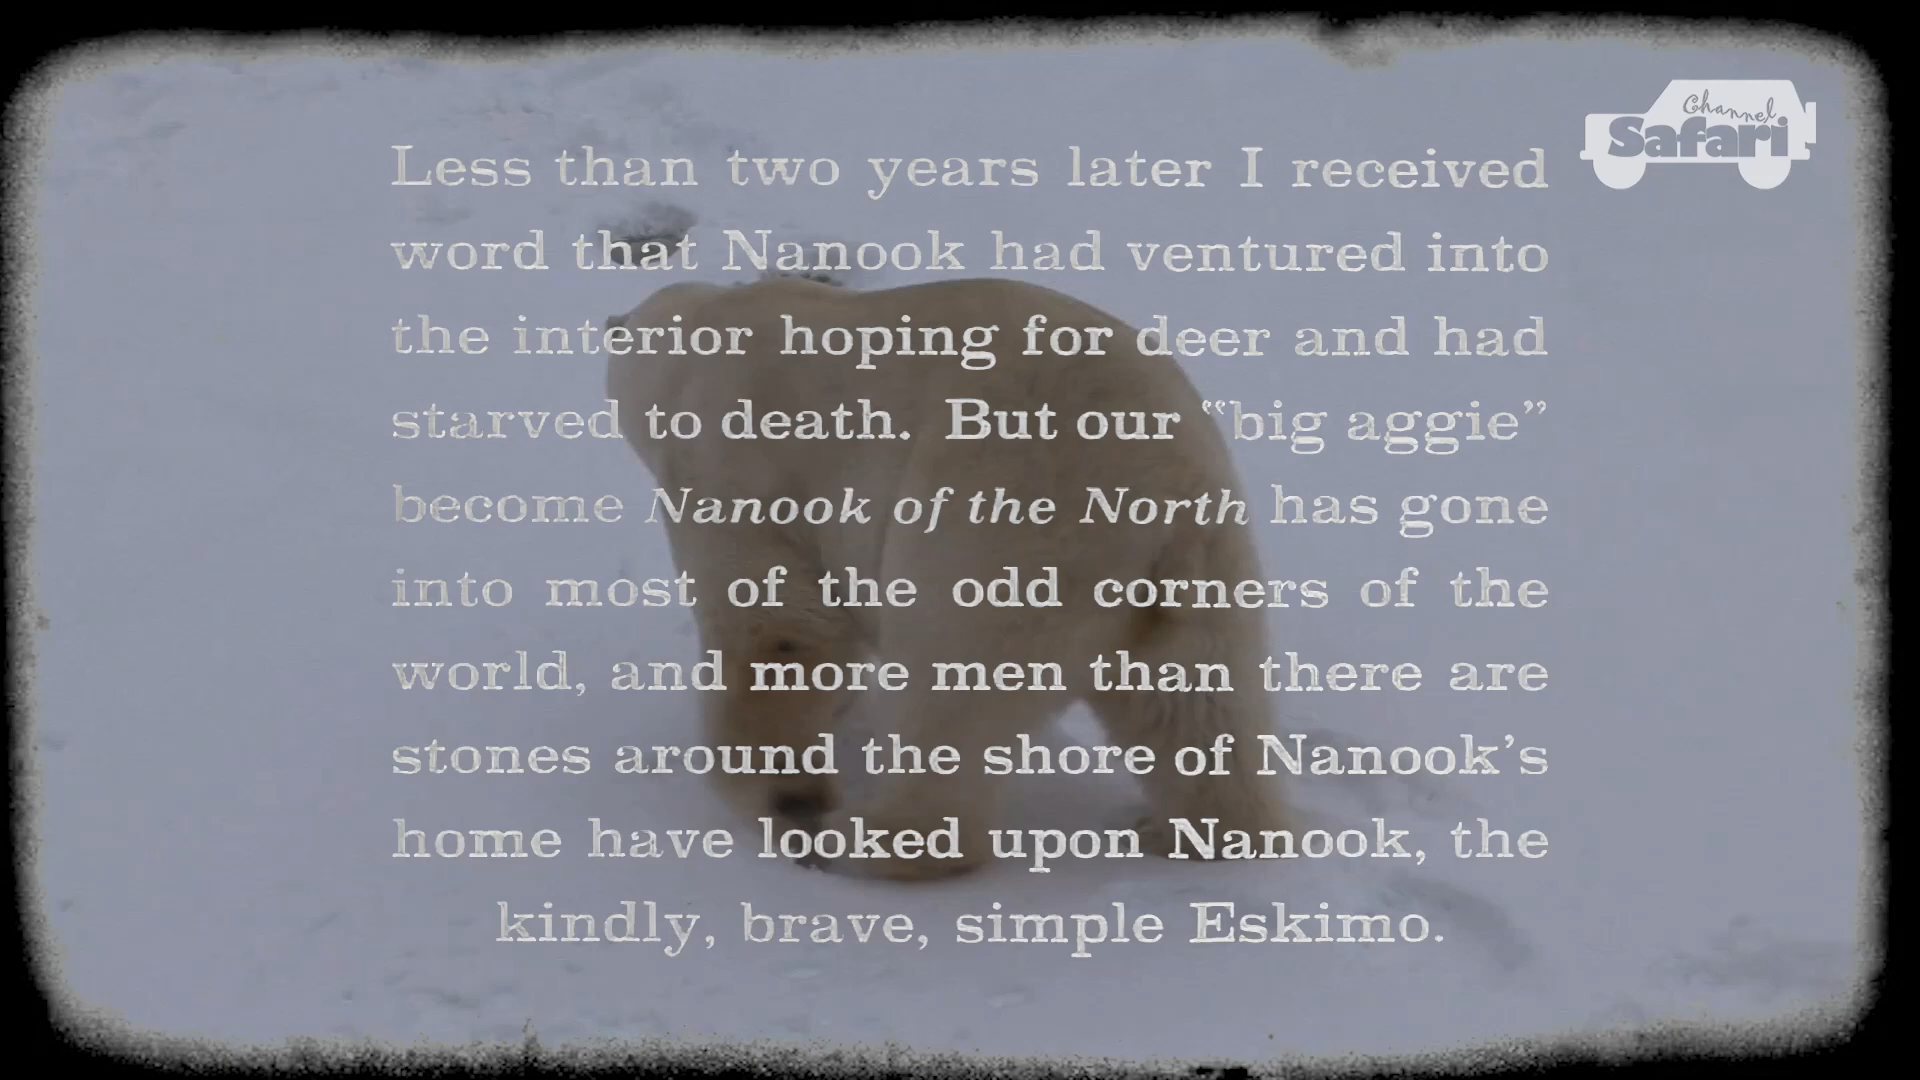 Channel
Safari
Less than two years later I received
word that Nanook had ventured into
the interior hoping for deer and had
starved to death. But our “big aggie”
become Nanook of the North has gone
into most of the odd corners of the
world, and more men than there are
stones around the shore of Nanook’s
home have looked upon Nanook, the
kindly, brave, simple Eskimo.